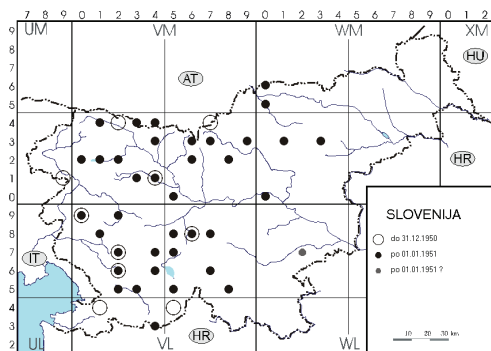 7 8 9 0 1 2 3 4 5 6 7 8 9 0 1 2 3 4 5 6 7 8 9 0 1
UM VM WM XM
9
8
7
6
5
4
3
2
1
0
9
8
7
6
5
4
3
2
AT
HU
HR
IT
HR
UL VL WL
SLOVENIJA
do 31.12.1950
po 01.01.1951
po 01.01.1951 ?
10 20 30 km